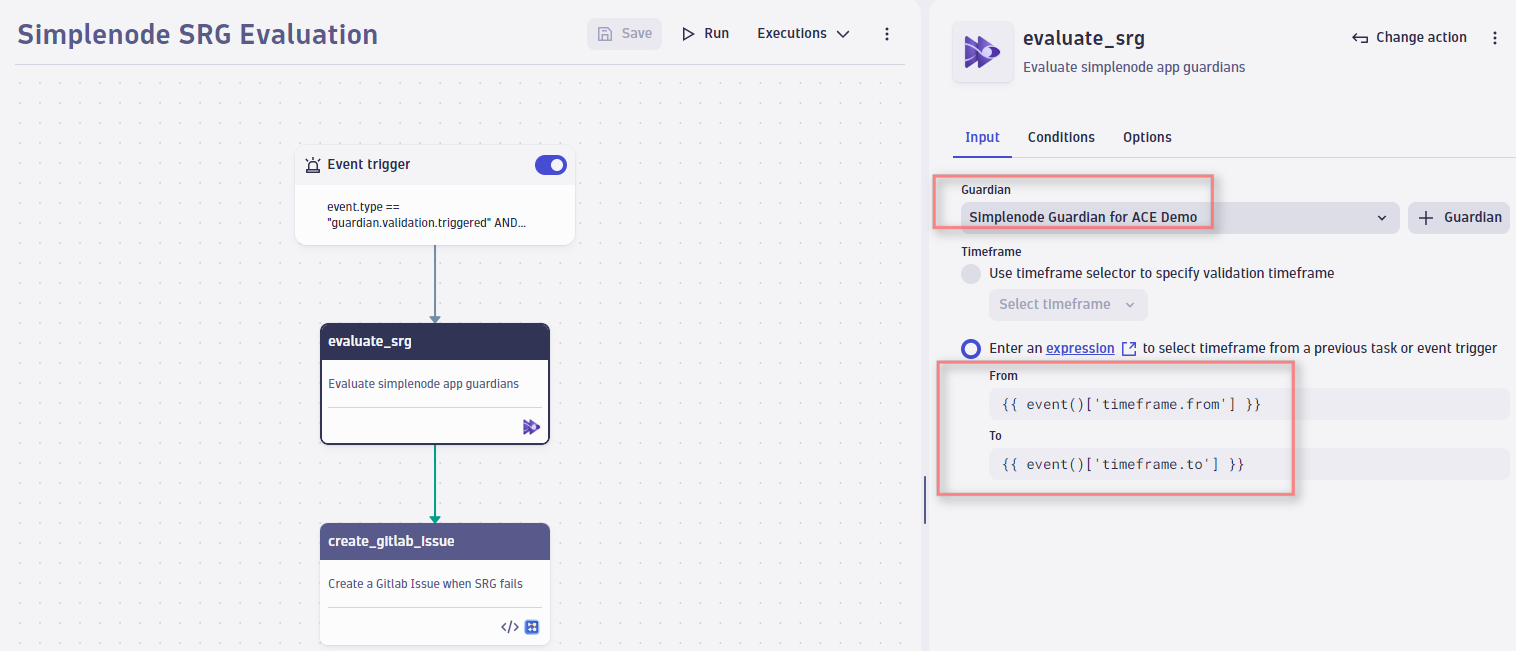 Simplenode SRG Evaluation
Save
Run
Executions
Event trigger
event.type ==
"guardian.validation.triggered" AND...
evaluate_srg
Evaluate simplenode app guardians
create_gitlab_issue
Create a Gitlab Issue when SRG fails
</>
evaluate_srg
Evaluate simplenode app guardians
Change action
Input
Conditions
Options
Guardian
Simplenode Guardian for ACE Demo
Guardian
Timeframe
Use timeframe selector to specify validation timeframe
Select timeframe
Enter an expression to select timeframe from a previous task or event trigger
From
{{ event()['timeframe.from'] }}
To
{{ event()['timeframe.to'] }}